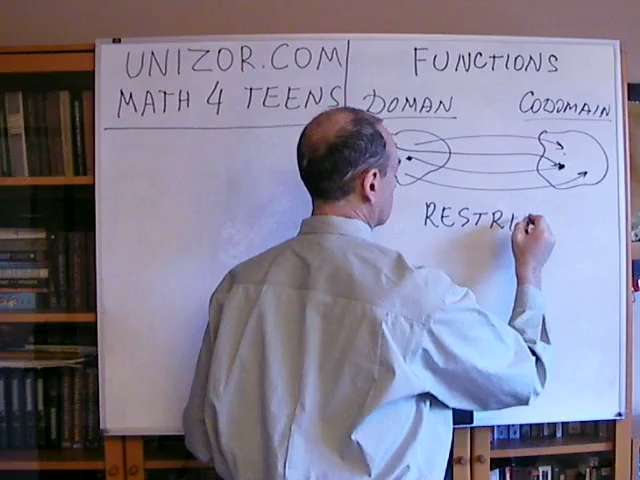 UNIZOR.COM
MATH 4 TEENS
FUNCTIONS
DOMAN
CODOMAIN
RESTRI